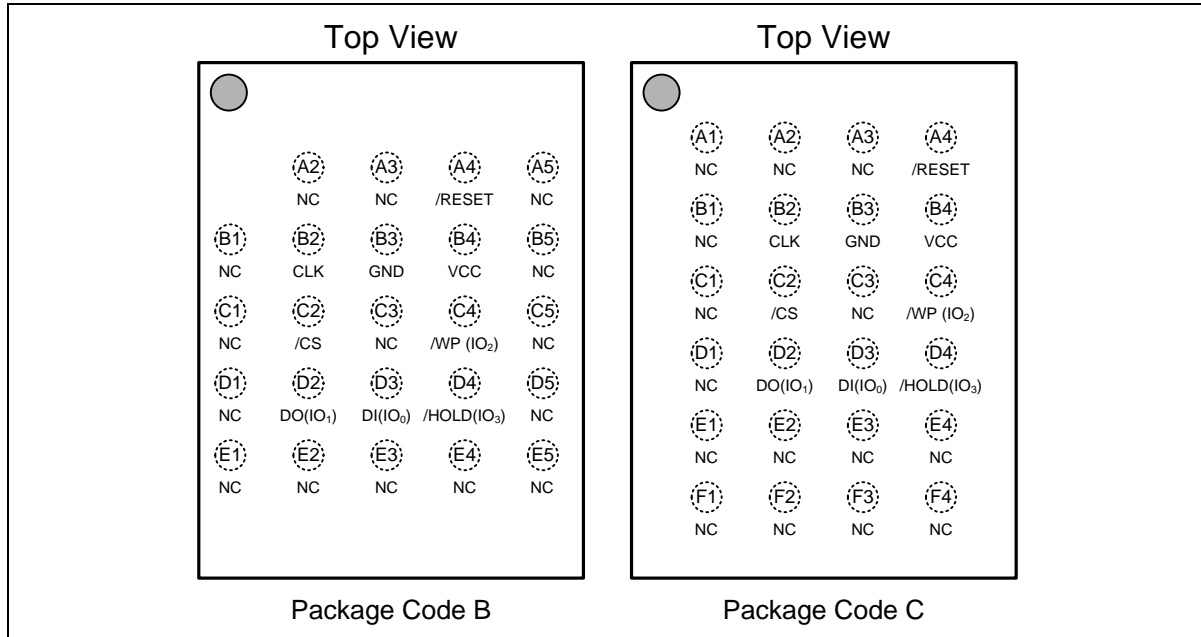 Top View
A2 A3 A4 A5
NC NC /RESET NC
B1 B2 B3 B4 B5
NC CLK GND VCC NC
C1 C2 C3 C4 C5
NC /CS NC /WP (IO₂) NC
D1 D2 D3 D4 D5
NC DO(IO₁) DI(IO₀) /HOLD(IO₃) NC
E1 E2 E3 E4 E5
NC NC NC NC NC
Package Code B
Top View
A1 A2 A3 A4
NC NC NC /RESET
B1 B2 B3 B4
NC CLK GND VCC
C1 C2 C3 C4
NC /CS NC /WP (IO₂)
D1 D2 D3 D4
NC DO(IO₁) DI(IO₀) /HOLD(IO₃)
E1 E2 E3 E4
NC NC NC NC
F1 F2 F3 F4
NC NC NC NC
Package Code C